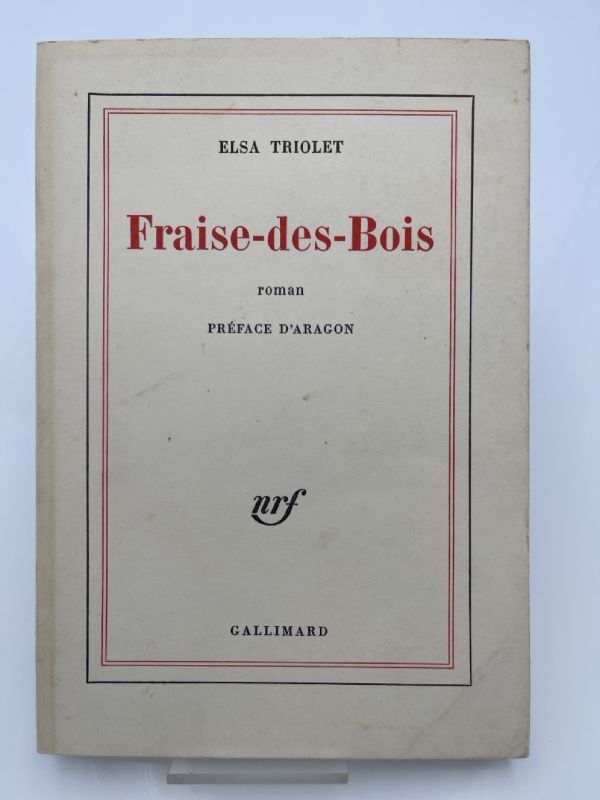 ELSA TRIOLET
Fraise-des-Bois
roman
PRÉFACE D'ARAGON
nrf
GALLIMARD